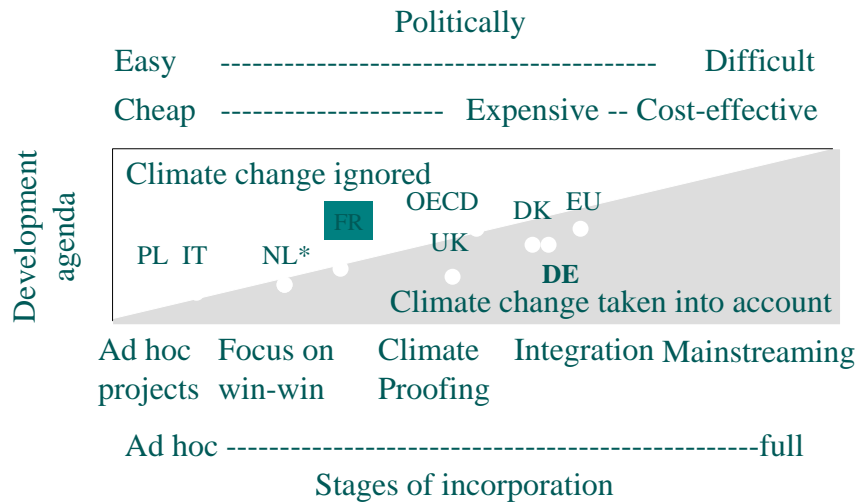 Politically
Easy ---------------------------------------- Difficult
Cheap -------------------- Expensive -- Cost-effective
Development
agenda
Climate change ignored
OECD
DK EU
FR
PL IT NL* UK
DE
Climate change taken into account
Ad hoc Focus on Climate Integration Mainstreaming
projects win-win Proofing
Ad hoc ------------------------------------------------full
Stages of incorporation